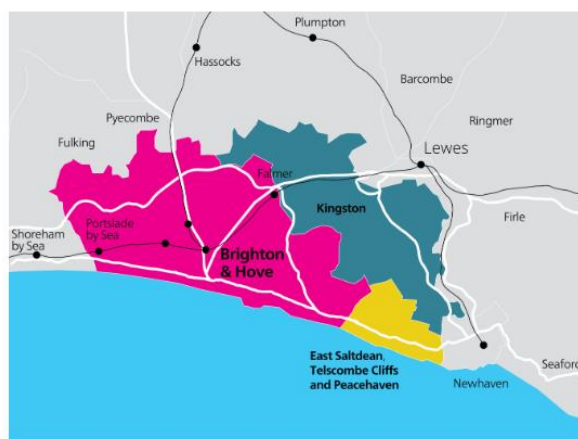 Plumpton
Hassocks
Barcombe
Pyecombe
Ringmer
Fulking
Lewes
Falmer
Kingston
Firle
Portslade
by Sea
Shoreham
by Sea
Brighton
& Hove
East Saltdean,
Telscombe Cliffs
and Peacehaven
Seaford
Newhaven